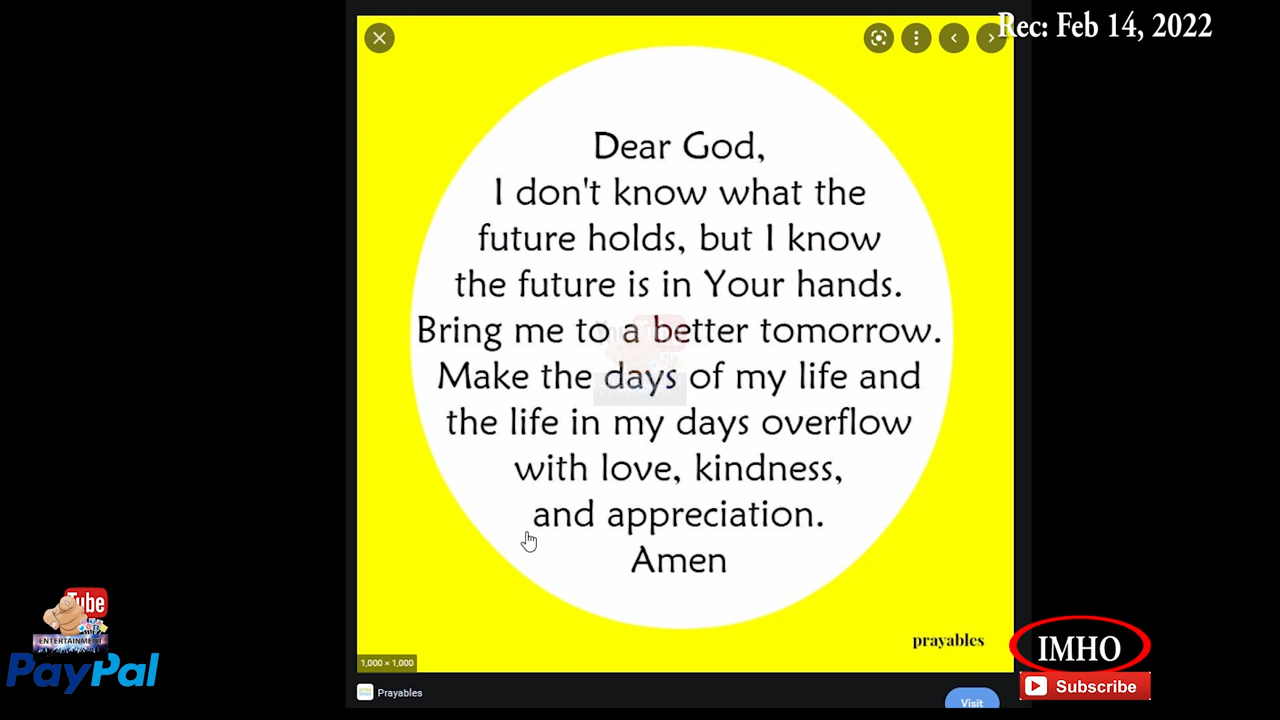 Rec: Feb 14, 2022
Dear God,
I don't know what the
future holds, but I know
the future is in Your hands.
Bring me to a better tomorrow.
Make the days of my life and
the life in my days overflow
with love, kindness,
and appreciation.
Amen
prayables
1,000 × 1,000
Prayables
Visit
Tube
ENTERTAINMENT
PayPal
IMHO
Subscribe